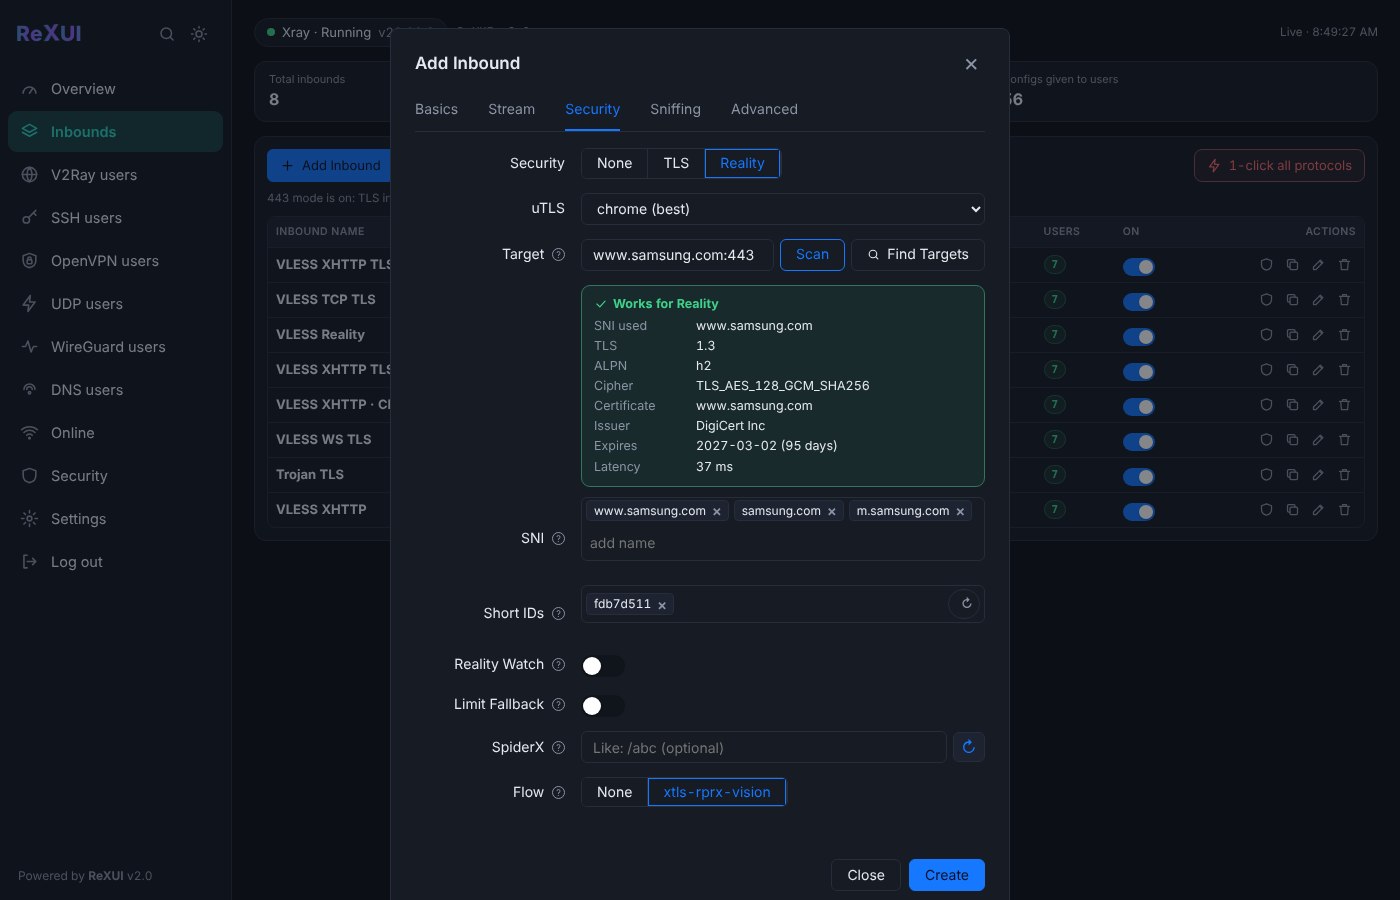 ReXUI
Xray · Running
Live · 8:49:27 AM
Overview
Inbounds
V2Ray users
SSH users
OpenVPN users
UDP users
WireGuard users
DNS users
Online
Security
Settings
Log out
Powered by ReXUI v2.0
Total inbounds
8
onfigs given to users
56
Add Inbound
1-click all protocols
443 mode is on: TLS in
INBOUND NAME
USERS
ON
ACTIONS
VLESS XHTTP TLS
7
VLESS TCP TLS
7
VLESS Reality
7
VLESS XHTTP TLS
7
VLESS XHTTP ·
7
VLESS WS TLS
7
Trojan TLS
7
VLESS XHTTP
7
Add Inbound
Basics Stream Security Sniffing Advanced
Security None TLS Reality
uTLS chrome (best)
Target www.samsung.com:443 Scan Find Targets
Works for Reality
SNI used www.samsung.com
TLS 1.3
ALPN h2
Cipher TLS_AES_128_GCM_SHA256
Certificate www.samsung.com
Issuer DigiCert Inc
Expires 2027-03-02 (95 days)
Latency 37 ms
www.samsung.com × samsung.com × m.samsung.com ×
SNI add name
Short IDs fdb7d511 ×
Reality Watch
Limit Fallback
SpiderX Like: /abc (optional)
Flow None xtls-rprx-vision
Close Create